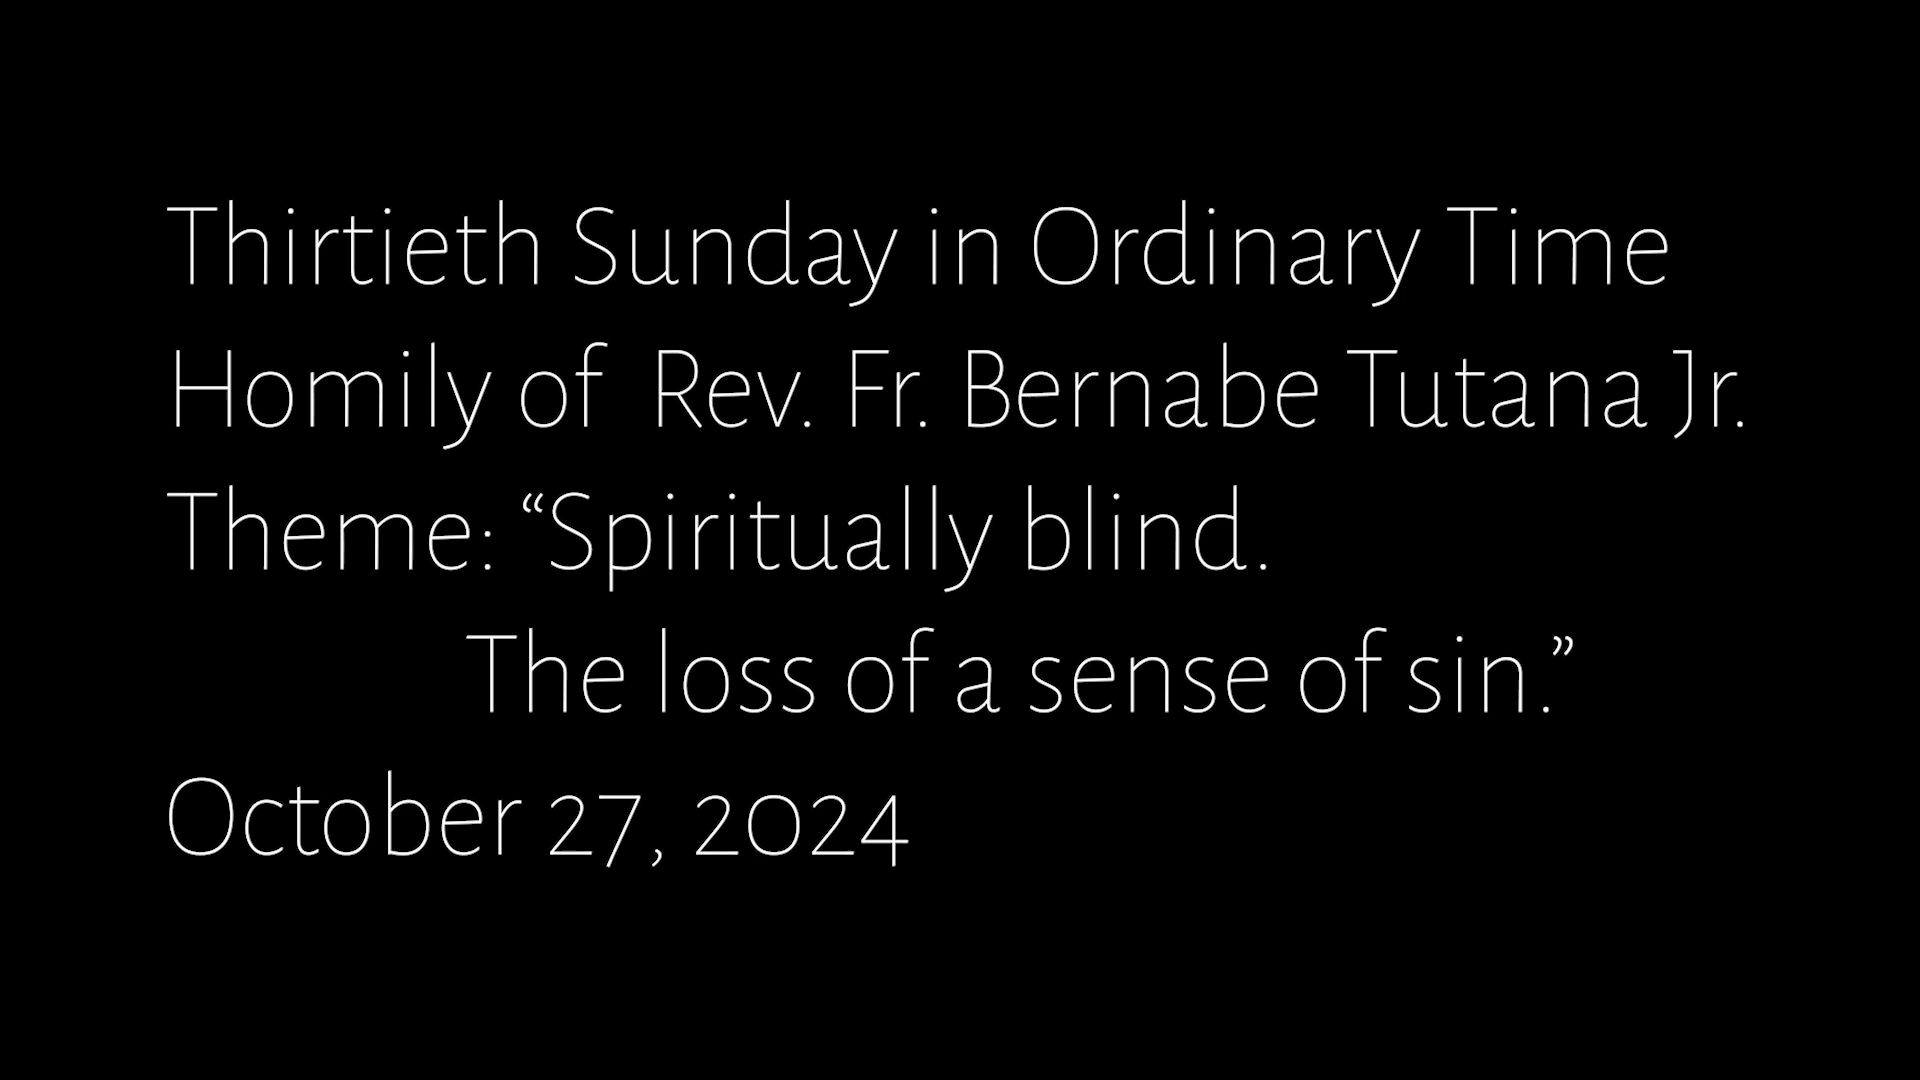 Thirtieth Sunday in Ordinary Time
Homily of  Rev. Fr. Bernabe Tutana Jr.
Theme: “Spiritually blind.
The loss of a sense of sin.”
October 27, 2024